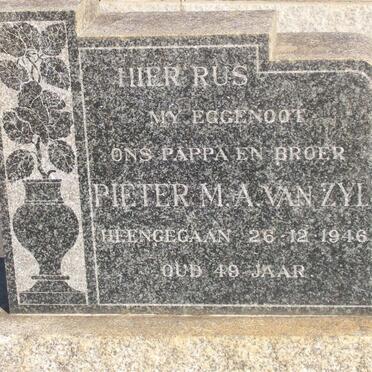 HIER RUS
MY EGGENOOT
ONS PAPPA EN BROER
PIETER M.A. VAN ZYL
HEENGEGAAN 26-12-1946
OUD 49 JAAR.